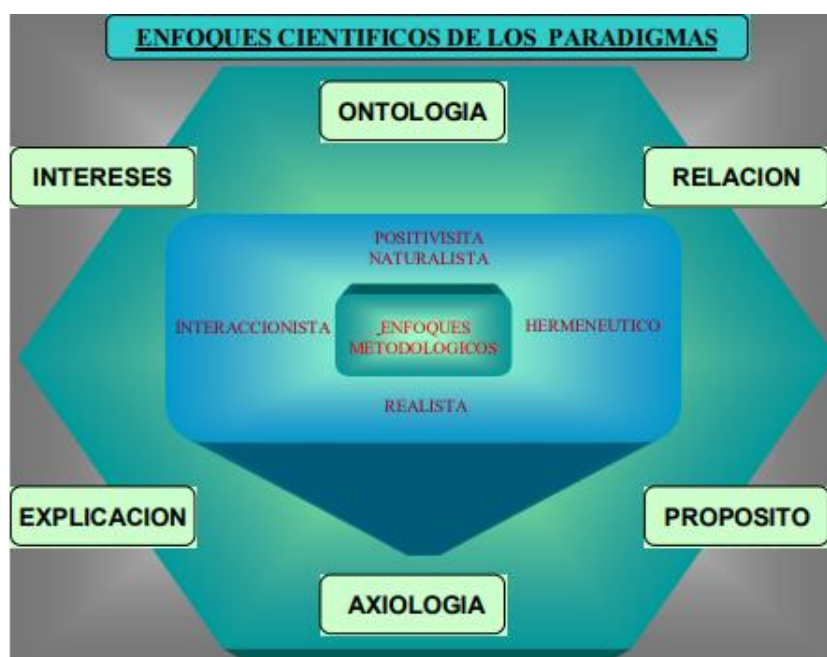 ENFOQUES CIENTIFICOS DE LOS PARADIGMAS
ONTOLOGIA
INTERESES
RELACION
POSITIVISITA
NATURALISTA
INTERACCIONISTA
ENFOQUES
METODOLOGICOS
HERMENEUTICO
REALISTA
EXPLICACION
PROPOSITO
AXIOLOGIA